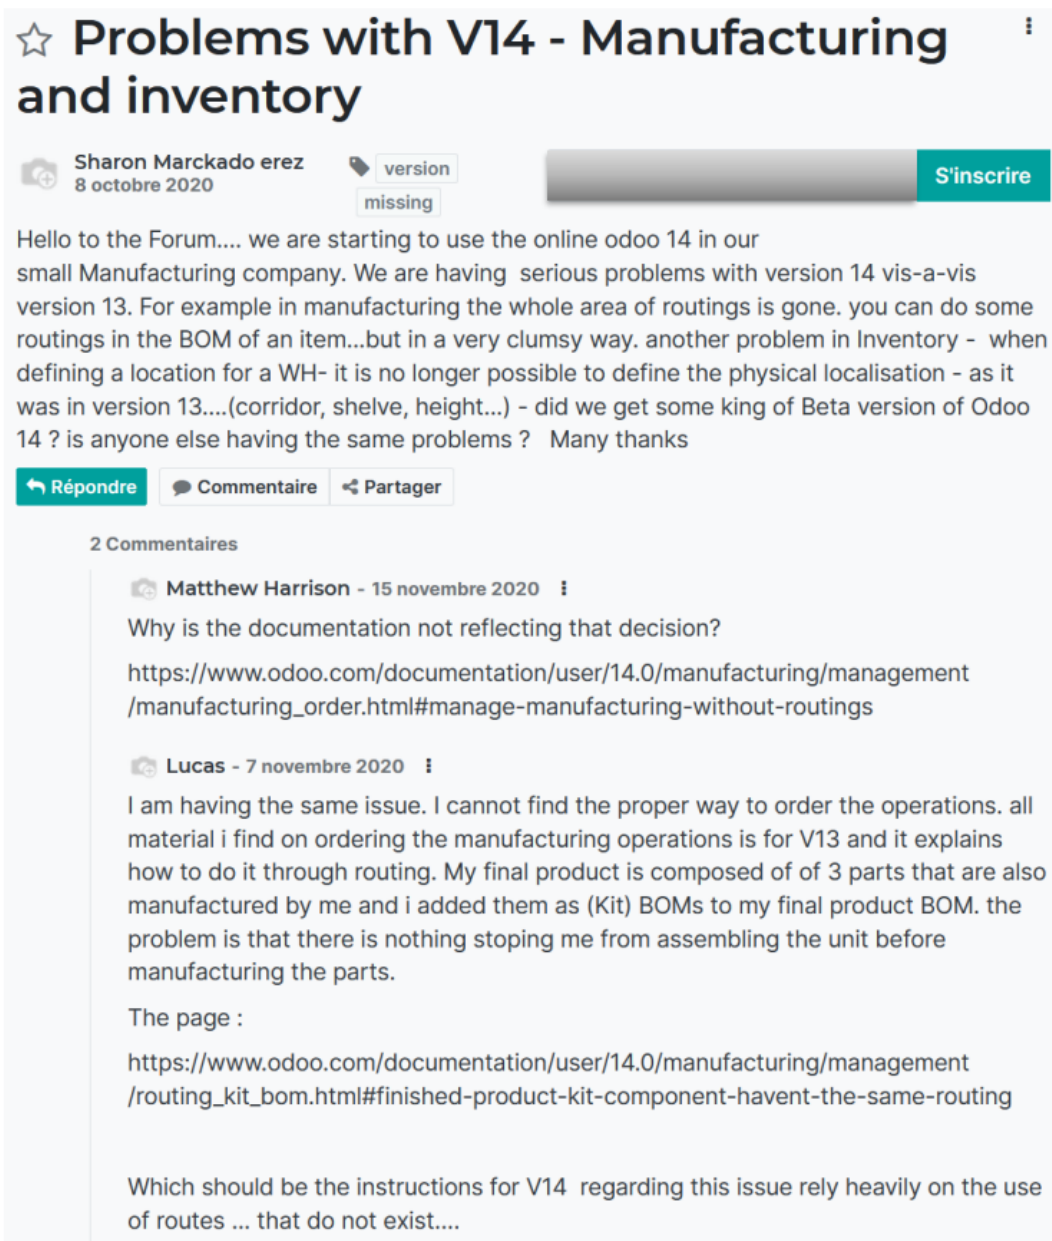 Problems with V14 - Manufacturing
and inventory
Sharon Marckado erez
8 octobre 2020
version
missing
S'inscrire
Hello to the Forum.... we are starting to use the online odoo 14 in our
small Manufacturing company. We are having  serious problems with version 14 vis-a-vis
version 13. For example in manufacturing the whole area of routings is gone. you can do some
routings in the BOM of an item...but in a very clumsy way. another problem in Inventory -  when
defining a location for a WH- it is no longer possible to define the physical localisation - as it
was in version 13....(corridor, shelve, height...) - did we get some king of Beta version of Odoo
14 ? is anyone else having the same problems ?   Many thanks
Répondre
Commentaire
Partager
2 Commentaires
Matthew Harrison - 15 novembre 2020
Why is the documentation not reflecting that decision?
https://www.odoo.com/documentation/user/14.0/manufacturing/management
/manufacturing_order.html#manage-manufacturing-without-routings
Lucas - 7 novembre 2020
I am having the same issue. I cannot find the proper way to order the operations. all
material i find on ordering the manufacturing operations is for V13 and it explains
how to do it through routing. My final product is composed of of 3 parts that are also
manufactured by me and i added them as (Kit) BOMs to my final product BOM. the
problem is that there is nothing stoping me from assembling the unit before
manufacturing the parts.
The page :
https://www.odoo.com/documentation/user/14.0/manufacturing/management
/routing_kit_bom.html#finished-product-kit-component-havent-the-same-routing
Which should be the instructions for V14  regarding this issue rely heavily on the use
of routes ... that do not exist....